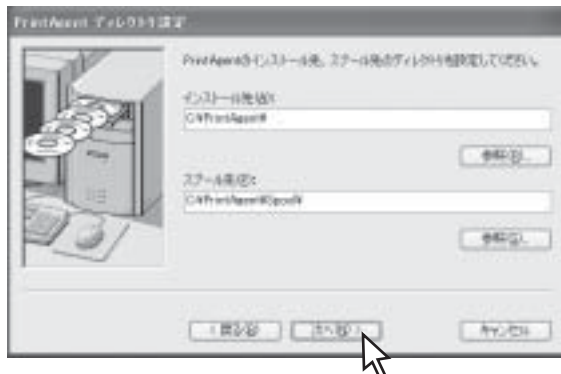 PrintAgent ディレクトリ設定
PrintAgentのインストール先、スプール先のディレクトリを設定してください。
インストール先(A):
C:¥PrintAgent¥
参照(B)...
スプール先(E):
C:¥PrintAgent¥Spool¥
参照(G)...
< 戻る(B)
次へ(N) >
キャンセル